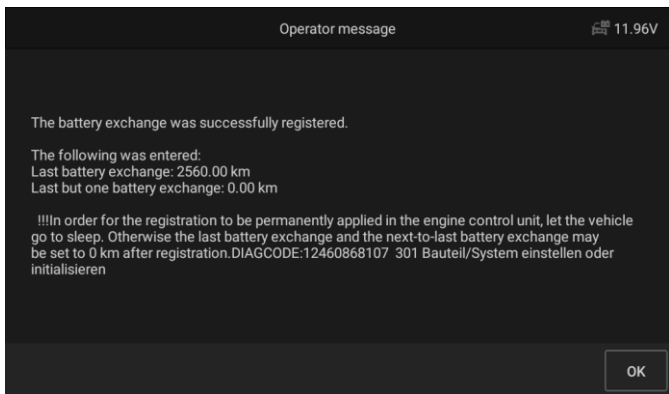 Operator message
11.96V
The battery exchange was successfully registered.
The following was entered:
Last battery exchange: 2560.00 km
Last but one battery exchange: 0.00 km
!!!In order for the registration to be permanently applied in the engine control unit, let the vehicle
go to sleep. Otherwise the last battery exchange and the next-to-last battery exchange may
be set to 0 km after registration.DIAGCODE:12460868107  301 Bauteil/System einstellen oder
initialisieren
OK